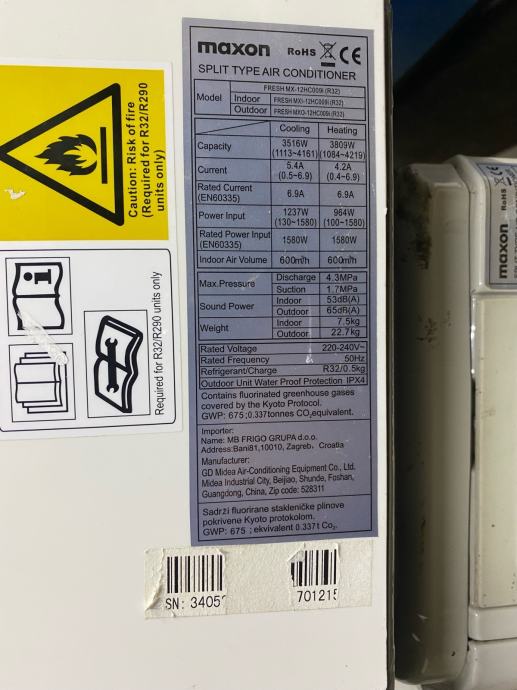 maxon RoHS CE
SPLIT TYPE AIR CONDITIONER
Model FRESH MX-12HC009i (R32)
Indoor FRESH MXI-12HC009i (R32)
Outdoor FRESH MXO-12HC009i (R32)
Cooling Heating
Capacity 3516W (1113~4161) 3809W (1084~4219)
Current 5.4A (0.5~6.9) 4.2A (0.4~6.9)
Rated Current (EN60335) 6.9A 6.9A
Power Input 1237W (130~1580) 964W (100~1580)
Rated Power Input (EN60335) 1580W 1580W
Indoor Air Volume 600m³/h 600m³/h
Max.Pressure Discharge 4.3MPa
Suction 1.7MPa
Sound Power Indoor 53dB(A)
Outdoor 65dB(A)
Weight Indoor 7.5kg
Outdoor 22.7kg
Rated Voltage 220-240V~
Rated Frequency 50Hz
Refrigerant/Charge R32/0.5kg
Outdoor Unit Water Proof Protection IPX4
Contains fluorinated greenhouse gases
covered by the Kyoto Protocol.
GWP: 675;0.337tonnes CO₂equivalent.
Importer:
Name: MB FRIGO GRUPA d.o.o.
Address:Bani81,10010, Zagreb, Croatia
Manufacturer:
GD Midea Air-Conditioning Equipment Co., Ltd.
Midea Industrial City, Beijiao, Shunde, Foshan,
Guangdong, China, Zip code: 528311
Sadrži fluorirane stakleničke plinove
pokrivene Kyoto protokolom.
GWP: 675 ; ekvivalent 0.337 t Co₂.
SN: 3405
701215
Caution: Risk of fire
(Required for R32/R290
units only)
Required for R32/R290 units only
maxon RoHS